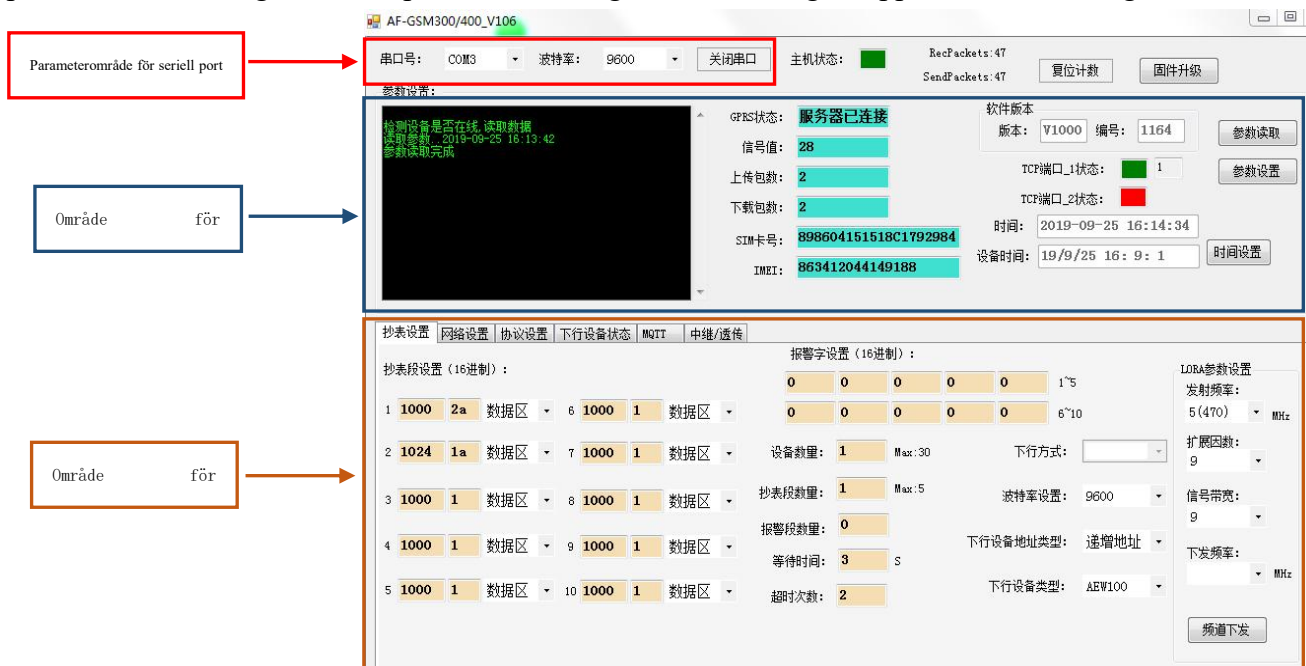 AF-GSM300/400_V106
Parameterområde för seriell port
串口号: COM3 波特率: 9600 关闭串口 主机状态: RecPackets:47 复位计数 固件升级
SendPackets:47
参数设置:
检测设备是否在线,读取数据
读取参数..2019-09-25 16:13:42
参数读取完成
GPRS状态: 服务器已连接
信号值: 28
上传包数: 2
下载包数: 2
SIM卡号: 898604151518C1792984
IMEI: 863412044149188
软件版本
版本: V1000 编号: 1164 参数读取
TCP端口_1状态: 1 参数设置
TCP端口_2状态:
时间: 2019-09-25 16:14:34
设备时间: 19/9/25 16: 9: 1 时间设置
Område för
抄表设置 网络设置 协议设置 下行设备状态 MQTT 中继/透传
抄表段设置 (16进制) :
1 1000 2a 数据区 6 1000 1 数据区
2 1024 1a 数据区 7 1000 1 数据区
3 1000 1 数据区 8 1000 1 数据区
4 1000 1 数据区 9 1000 1 数据区
5 1000 1 数据区 10 1000 1 数据区
报警字设置 (16进制) :
0 0 0 0 0 1~5
0 0 0 0 0 6~10
设备数量: 1 Max:30
抄表段数量: 1 Max:5
报警段数量: 0
等待时间: 3 S
超时次数: 2
下行方式:
波特率设置: 9600
下行设备地址类型: 递增地址
下行设备类型: AEW100
LORA参数设置
发射频率:
5(470) MHz
扩展因数:
9
信号带宽:
9
下发频率:
MHz
频道下发
Område för